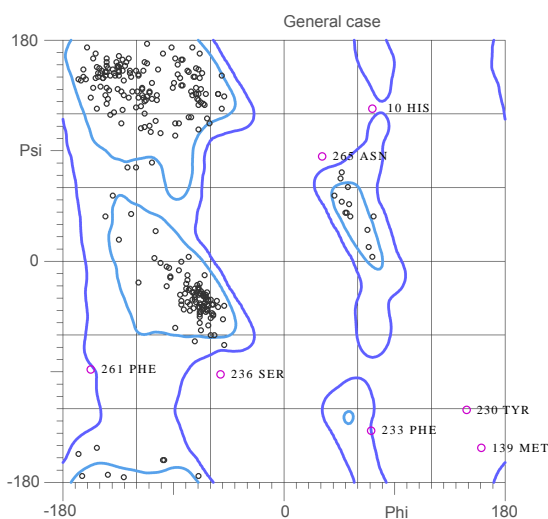 General case
180
10 HIS
Psi
265 ASN
0
261 PHE
236 SER
230 TYR
233 PHE
139 MET
-180
-180
0
Phi
180